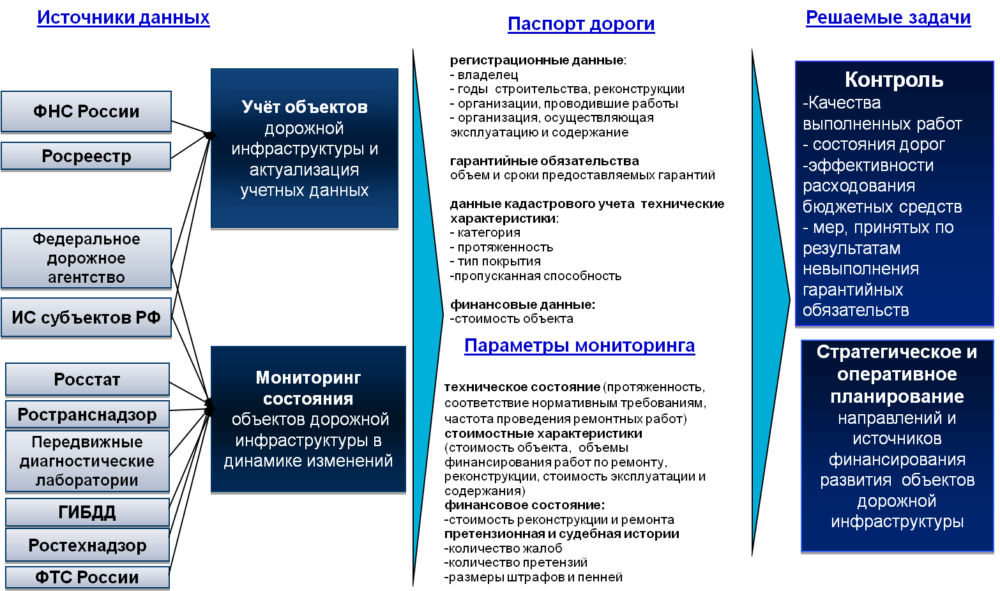 Источники данных
ФНС России
Росреестр
Федеральное
дорожное
агентство
ИС субъектов РФ
Росстат
Ространснадзор
Передвижные
диагностические
лаборатории
ГИБДД
Ростехнадзор
ФТС России
Учёт объектов
дорожной
инфраструктуры и
актуализация
учетных данных
Мониторинг
состояния
объектов дорожной
инфраструктуры в
динамике изменений
Паспорт дороги
регистрационные данные:
- владелец
- годы  строительства, реконструкции
- организации, проводившие работы
- организация, осуществляющая
эксплуатацию и содержание
гарантийные обязательства
объем и сроки предоставляемых гарантий
данные кадастрового учета  технические
характеристики:
- категория
- протяженность
- тип покрытия
-пропусканная способность
финансовые данные:
-стоимость объекта
Параметры мониторинга
техническое состояние (протяженность,
соответствие нормативным требованиям,
частота проведения ремонтных работ)
стоимостные характеристики
(стоимость объекта,  объемы
финансирования работ по ремонту,
реконструкции, стоимость эксплуатации и
содержания)
финансовое состояние:
-стоимость реконструкции и ремонта
претензионная и судебная истории
-количество жалоб
-количество претензий
-размеры штрафов и пенней
Решаемые задачи
Контроль
-Качества
выполненных работ
- состояния дорог
-эффективности
расходования
бюджетных средств
- мер, принятых по
результатам
невыполнения
гарантийных
обязательств
Стратегическое и
оперативное
планирование
направлений и
источников
финансирования
развития  объектов
дорожной
инфраструктуры